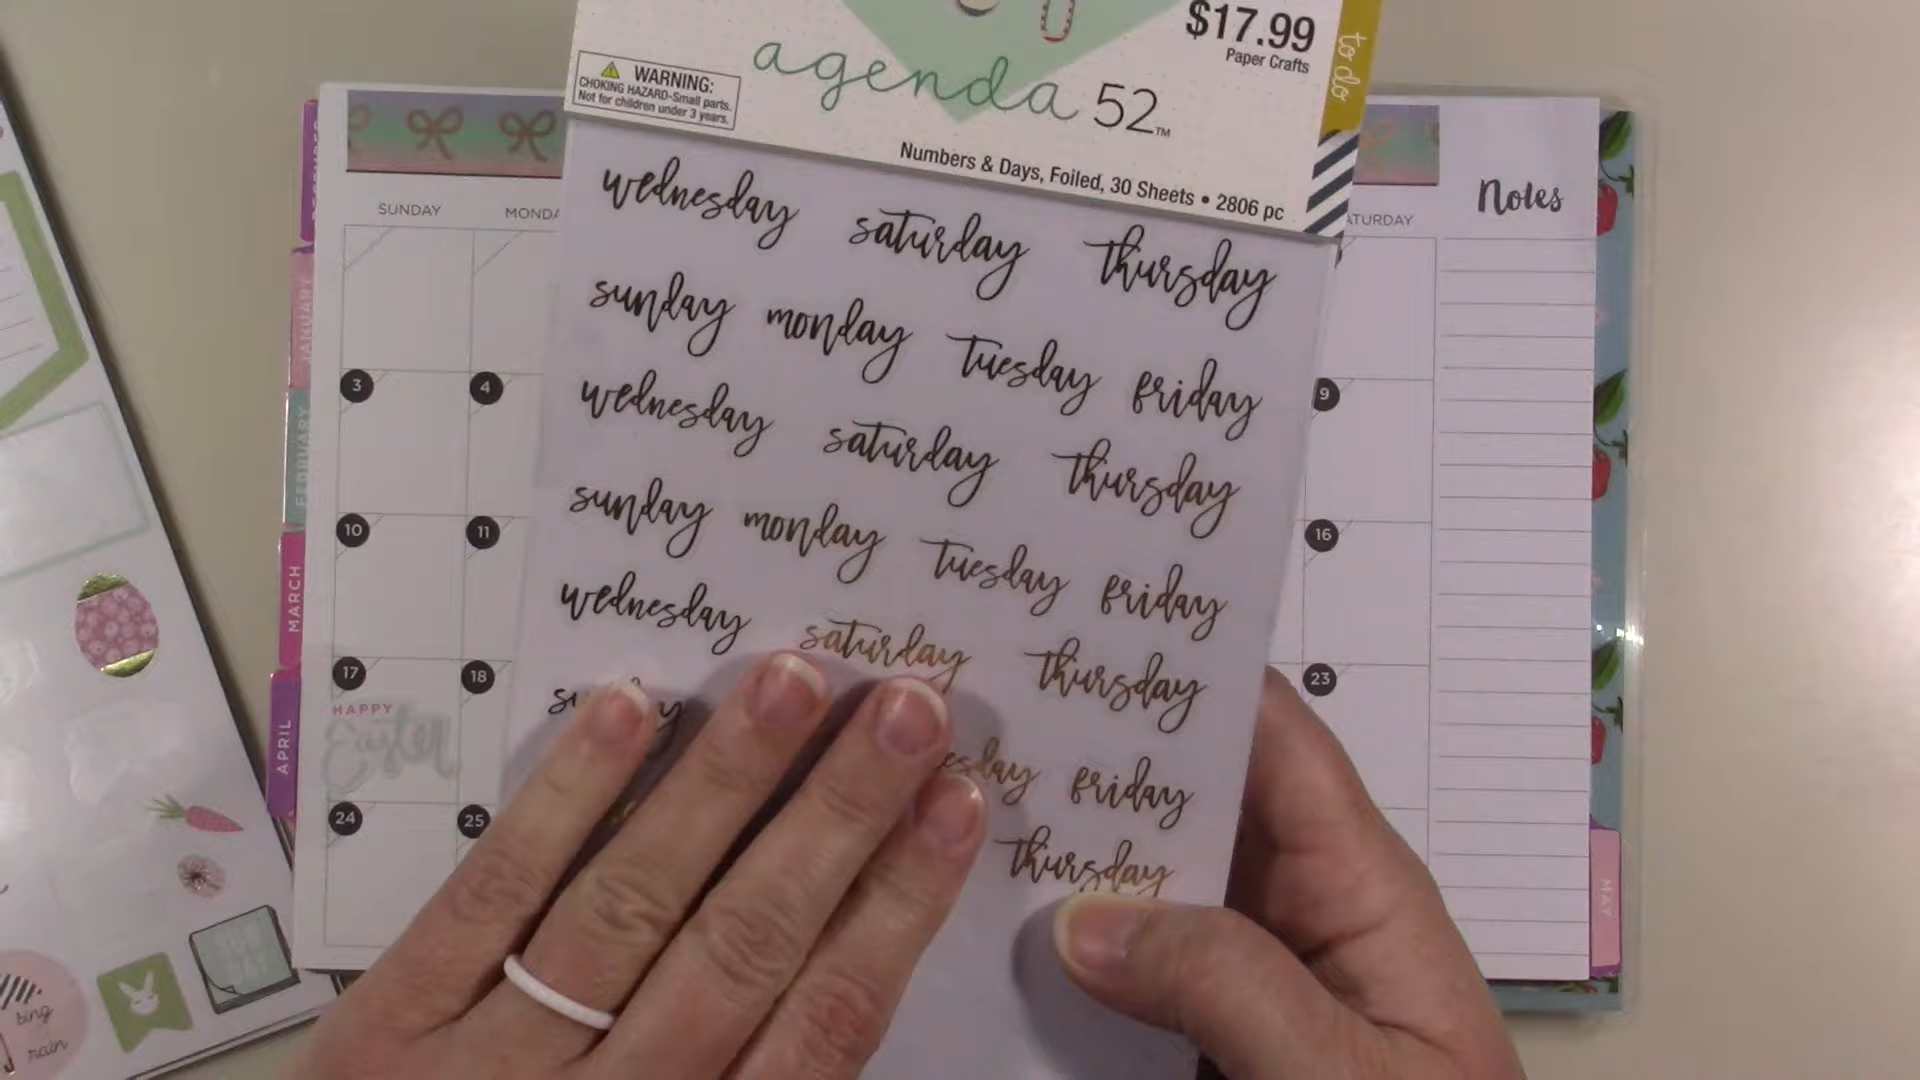 $17.99
Paper Crafts
to do
WARNING:
CHOKING HAZARD-Small parts.
Not for children under 3 years.
agenda 52™
Numbers & Days, Foiled, 30 Sheets • 2806 pc
wednesday saturday thursday
sunday monday tuesday friday
wednesday saturday thursday
sunday monday tuesday friday
wednesday saturday thursday
friday
thursday
SUNDAY
Notes
3 4 9
10 11 16
17 18 23
HAPPY
Easter
24 25
JANUARY
FEBRUARY
MARCH
APRIL
MAY
rain